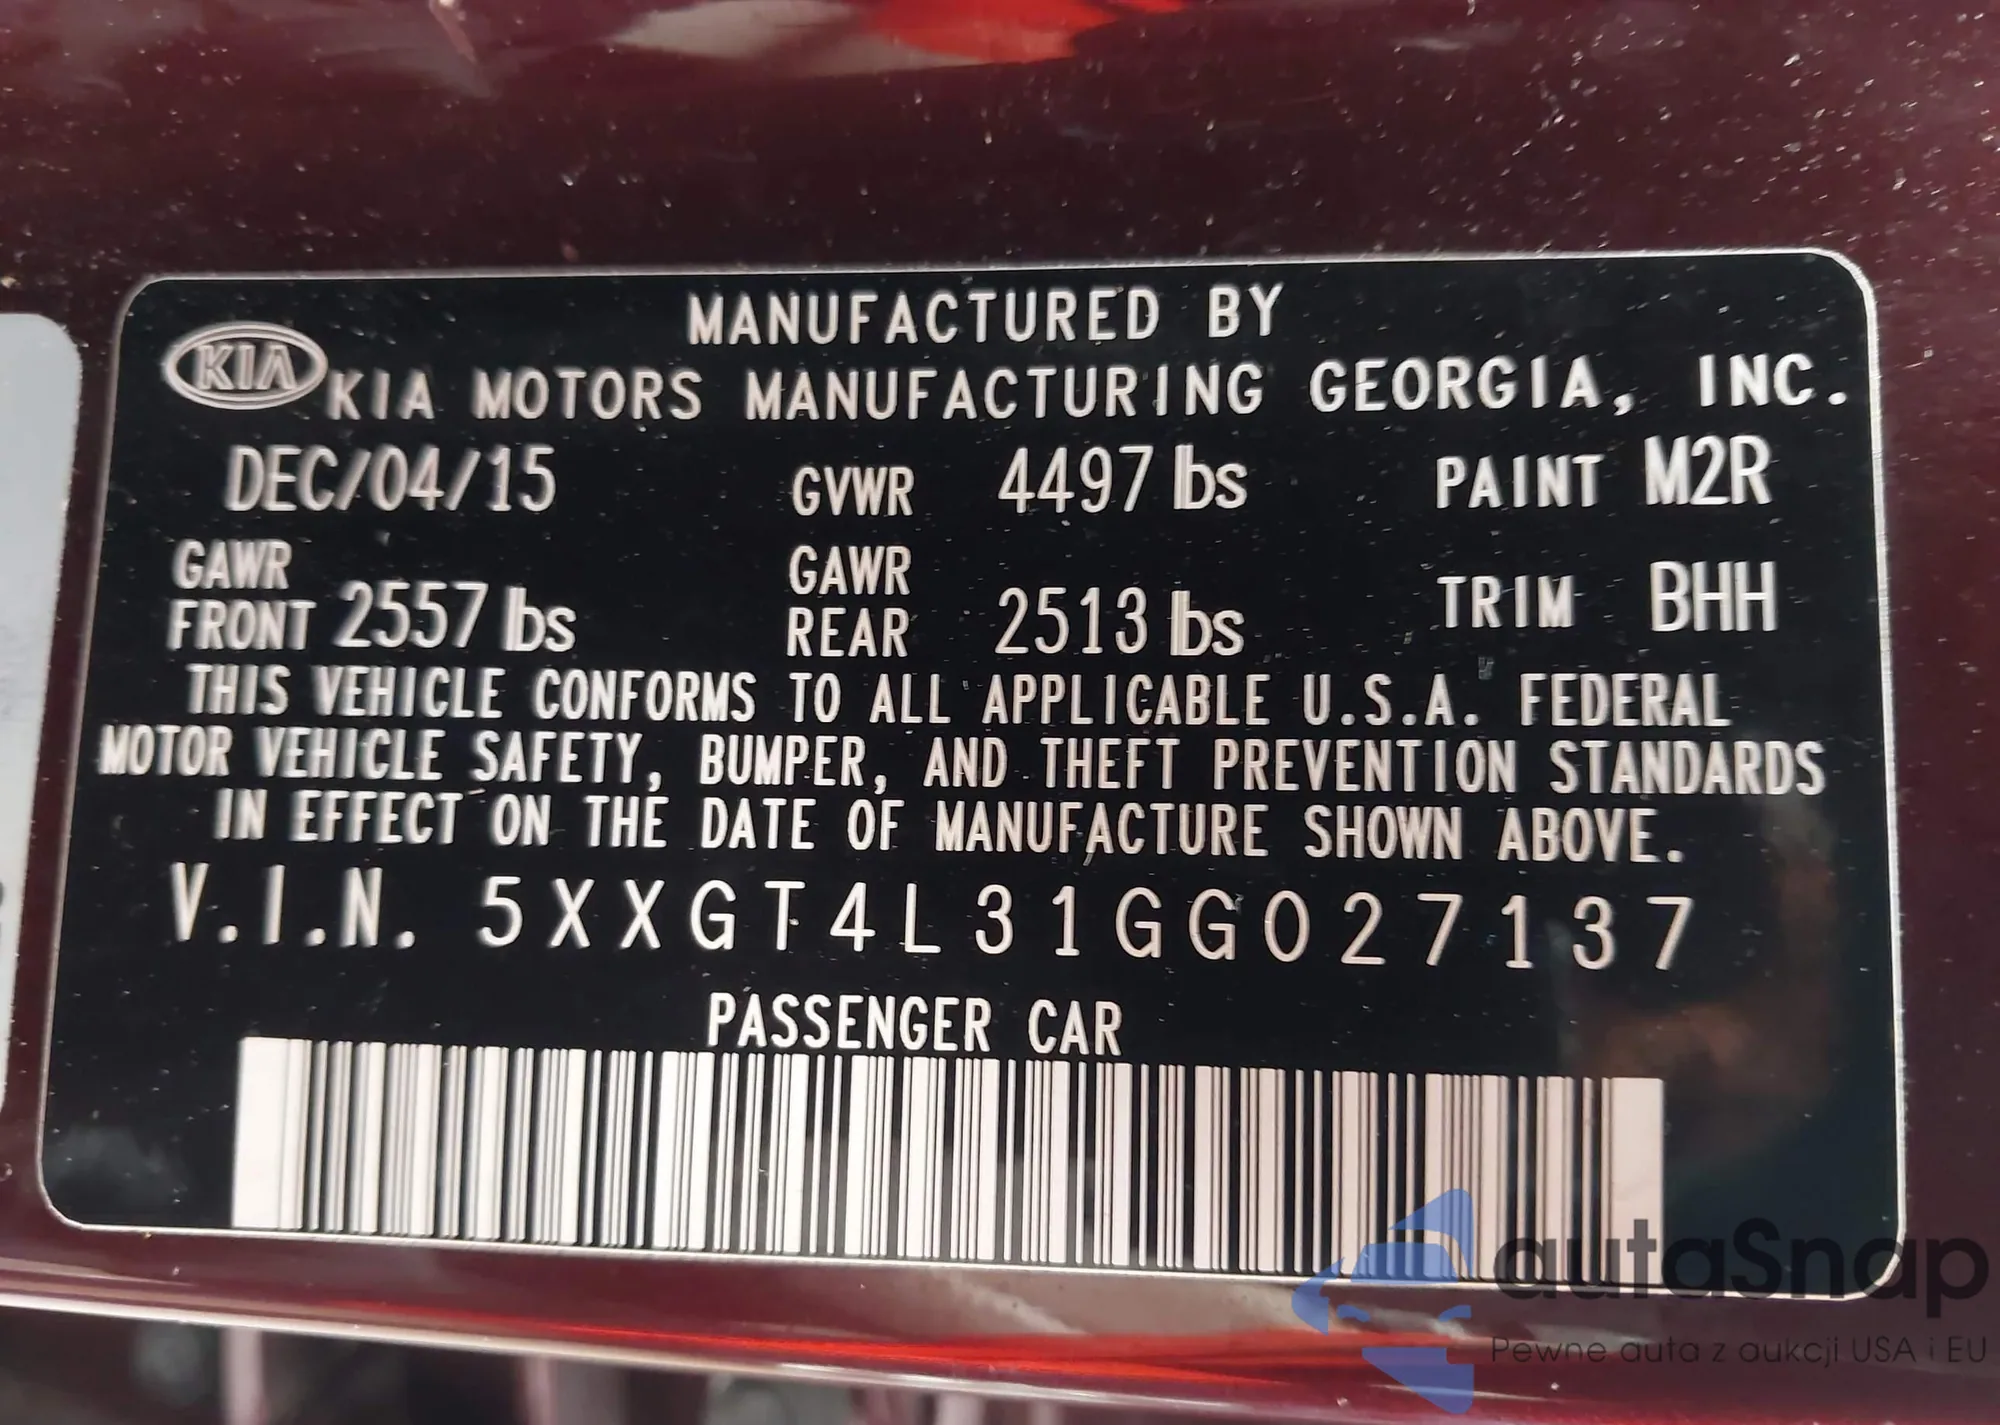 MANUFACTURED BY
KIA KIA MOTORS MANUFACTURING GEORGIA, INC.
DEC/04/15 GVWR 4497 lbs PAINT M2R
GAWR FRONT 2557 lbs GAWR REAR 2513 lbs TRIM BHH
THIS VEHICLE CONFORMS TO ALL APPLICABLE U.S.A. FEDERAL
MOTOR VEHICLE SAFETY, BUMPER, AND THEFT PREVENTION STANDARDS
IN EFFECT ON THE DATE OF MANUFACTURE SHOWN ABOVE.
V.I.N. 5XXGT4L31GG027137
PASSENGER CAR
autaSnap
Pewne auta z aukcji USA i EU